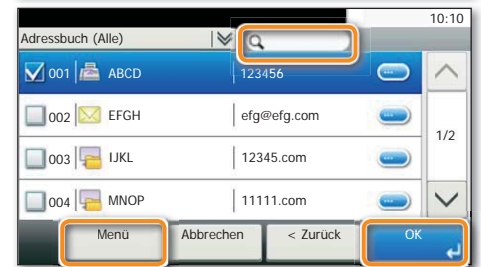 10:10
Adressbuch (Alle)
001 ABCD 123456
002 EFGH efg@efg.com
1/2
003 IJKL 12345.com
004 MNOP 11111.com
Menü Abbrechen < Zurück OK